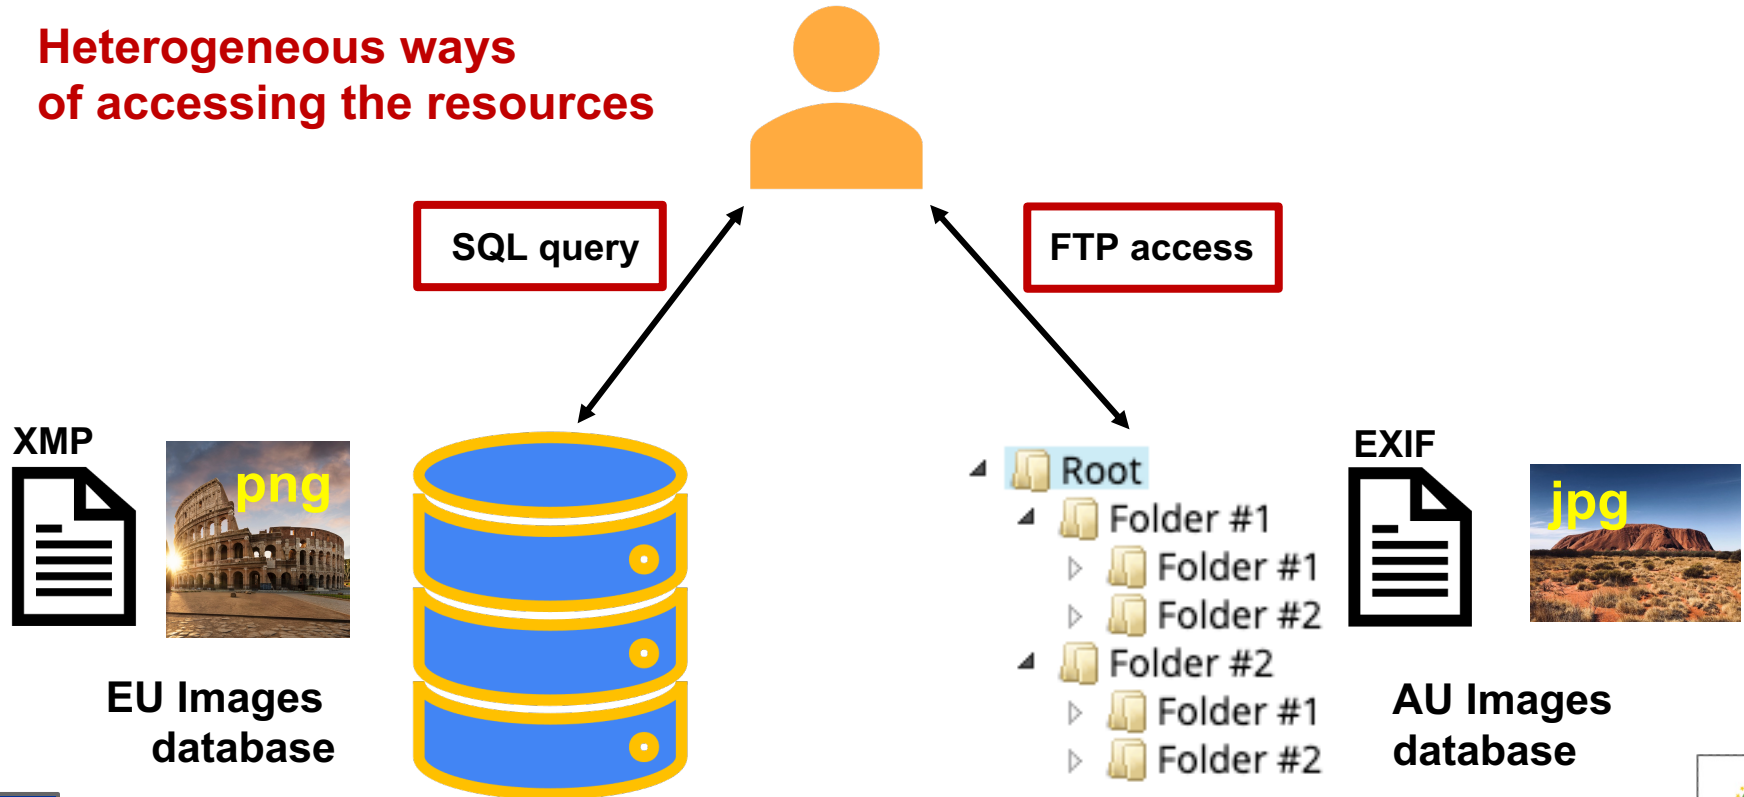 Heterogeneous ways
of accessing the resources
SQL query
FTP access
XMP
png
EU Images
database
Root
Folder #1
Folder #1
Folder #2
Folder #2
Folder #1
Folder #2
EXIF
jpg
AU Images
database